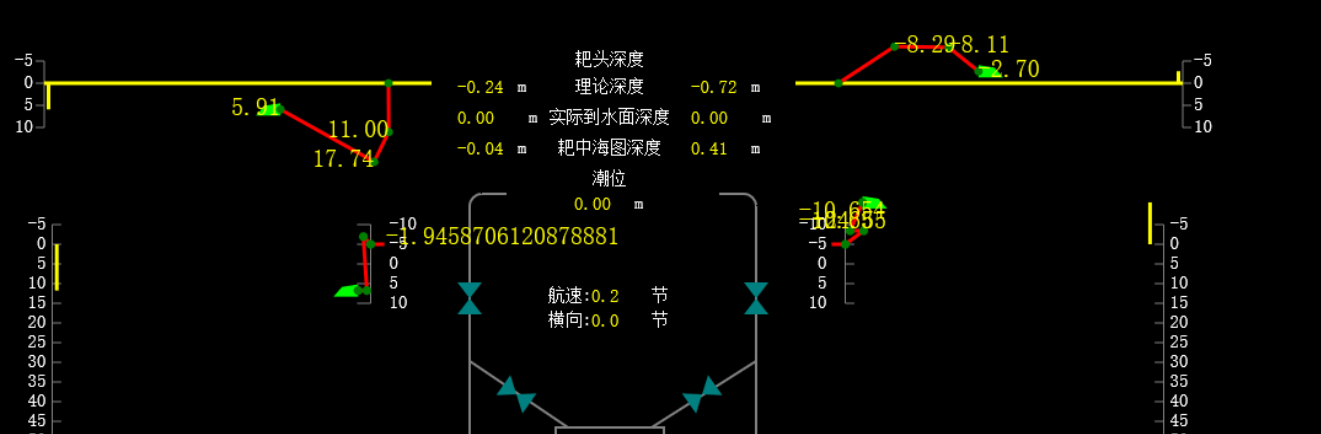 -8.29 -8.11
耙头深度
-5 -5
0 -0.24 m 理论深度 -0.72 m 2.70 0
5 5.91 5
10 11.00 0.00 m 实际到水面深度 0.00 m 10
17.74 -0.04 m 耙中海图深度 0.41 m
潮位
0.00 m
-10.654
-5 -10 -5
0 -5 -1.9458706120878881 -5 0
5 0 0 5
10 5 航速:0.2 节 5 10
15 10 10 15
20 横向:0.0 节 20
25 25
30 30
35 35
40 40
45 45